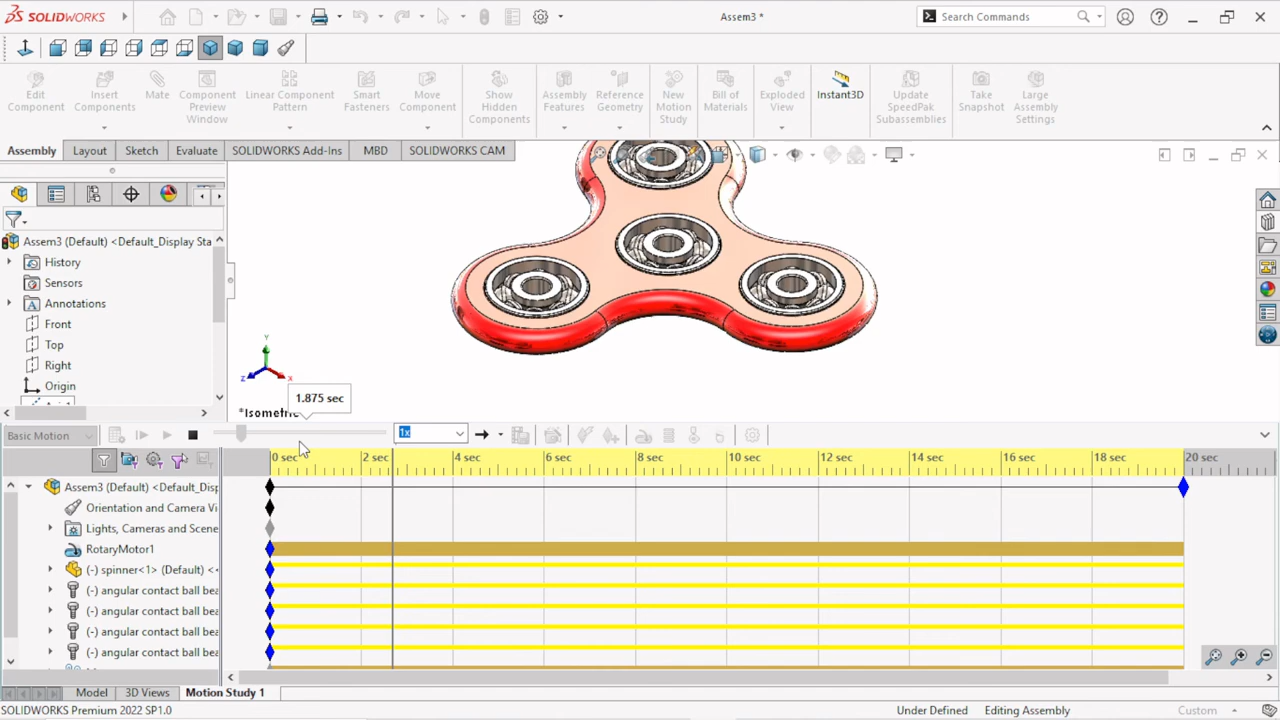 SOLIDWORKS
Assem3 *
Search Commands
Edit Component
Insert Components
Mate
Component Preview Window
Linear Component Pattern
Smart Fasteners
Move Component
Show Hidden Components
Assembly Features
Reference Geometry
New Motion Study
Bill of Materials
Exploded View
Instant3D
Update SpeedPak Subassemblies
Take Snapshot
Large Assembly Settings
Assembly
Layout
Sketch
Evaluate
SOLIDWORKS Add-Ins
MBD
SOLIDWORKS CAM
Assem3 (Default) <Default_Display Sta
History
Sensors
Annotations
Front
Top
Right
Origin
Y
Z
X
*Isometric
1.875 sec
Basic Motion
1x
0 sec
2 sec
4 sec
6 sec
8 sec
10 sec
12 sec
14 sec
16 sec
18 sec
20 sec
Assem3 (Default) <Default_Disp
Orientation and Camera Vi
Lights, Cameras and Scene
RotaryMotor1
(-) spinner<1> (Default) <
(-) angular contact ball bea
(-) angular contact ball bea
(-) angular contact ball bea
(-) angular contact ball bea
Model
3D Views
Motion Study 1
SOLIDWORKS Premium 2022 SP1.0
Under Defined
Editing Assembly
Custom